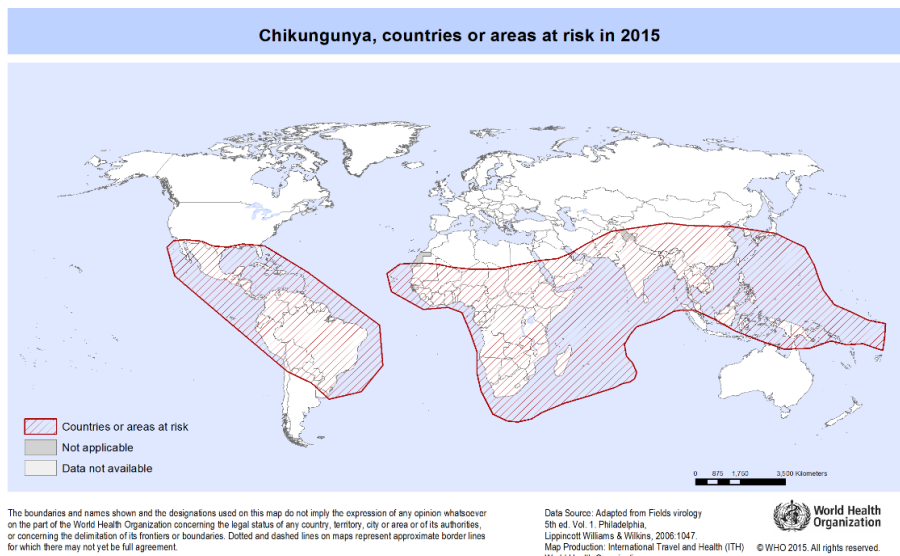 Chikungunya, countries or areas at risk in 2015
Countries or areas at risk
Not applicable
Data not available
0 875 1,750 3,500 Kilometers
The boundaries and names shown and the designations used on this map do not imply the expression of any opinion whatsoever
on the part of the World Health Organization concerning the legal status of any country, territory, city or area or of its authorities,
or concerning the delimitation of its frontiers or boundaries. Dotted and dashed lines on maps represent approximate border lines
for which there may not yet be full agreement.
Data Source: Adapted from Fields virology
5th ed. Vol. 1. Philadelphia,
Lippincott Williams & Wilkins, 2006:1047.
Map Production: International Travel and Health (ITH)
World Health
World Health
Organization
© WHO 2015. All rights reserved.